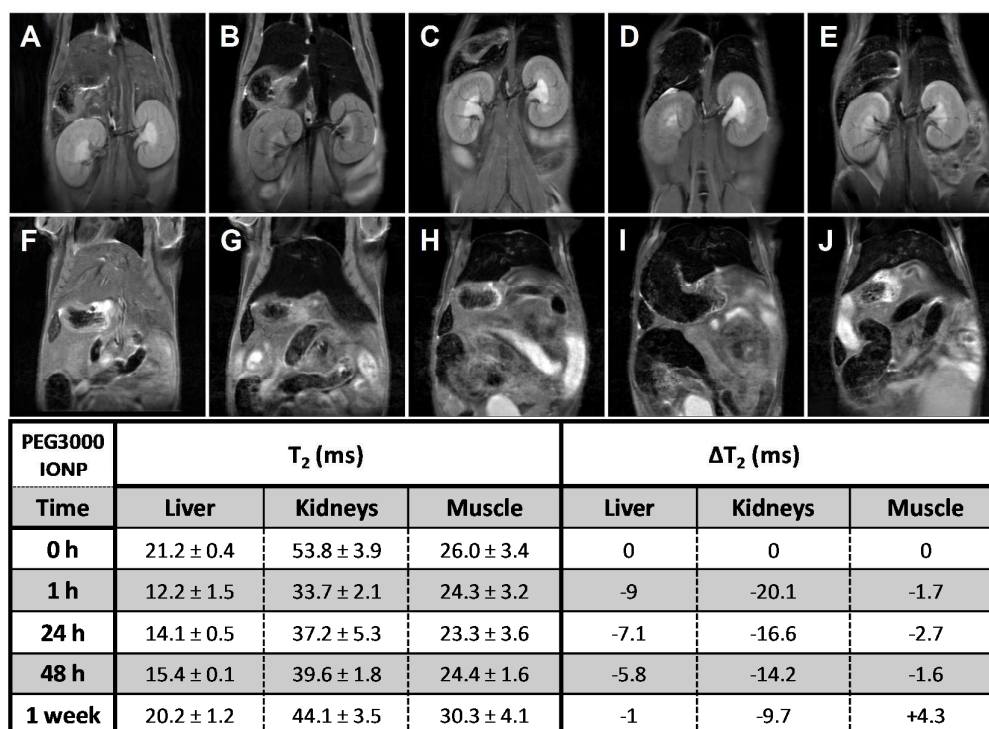 A B C D E
F G H I J
PEG3000 IONP T₂ (ms) ΔT₂ (ms)
Time Liver Kidneys Muscle Liver Kidneys Muscle
0 h 21.2 ± 0.4 53.8 ± 3.9 26.0 ± 3.4 0 0 0
1 h 12.2 ± 1.5 33.7 ± 2.1 24.3 ± 3.2 -9 -20.1 -1.7
24 h 14.1 ± 0.5 37.2 ± 5.3 23.3 ± 3.6 -7.1 -16.6 -2.7
48 h 15.4 ± 0.1 39.6 ± 1.8 24.4 ± 1.6 -5.8 -14.2 -1.6
1 week 20.2 ± 1.2 44.1 ± 3.5 30.3 ± 4.1 -1 -9.7 +4.3